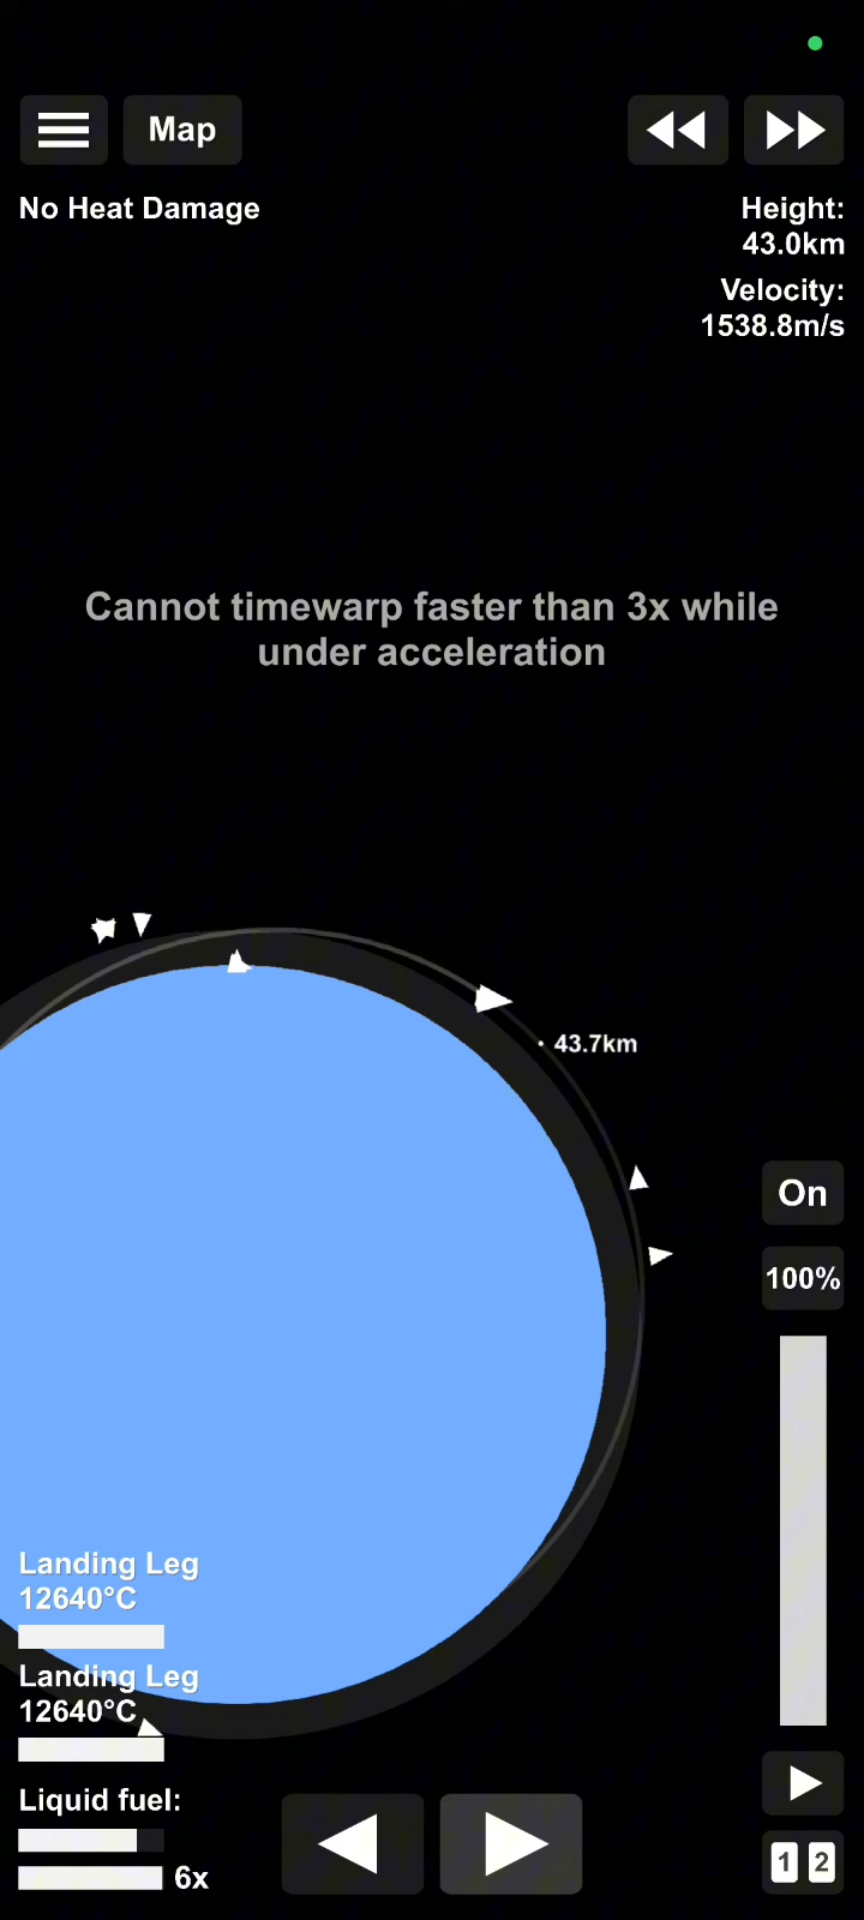 Map
No Heat Damage
Height:
43.0km
Velocity:
1538.8m/s
Cannot timewarp faster than 3x while
under acceleration
43.7km
On
100%
Landing Leg
12640°C
Landing Leg
12640°C
Liquid fuel:
6x
1 2